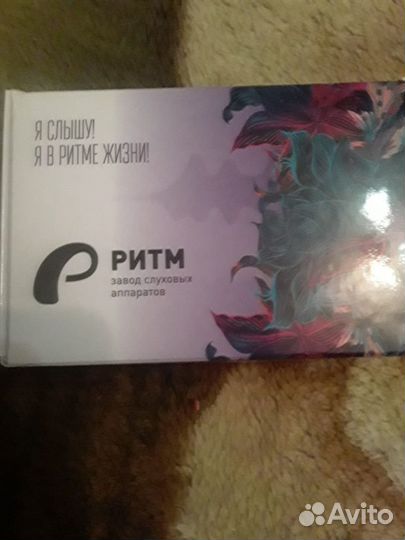 Я СЛЫШУ!
Я В РИТМЕ ЖИЗНИ!
РИТМ
завод слуховых
аппаратов
Avito